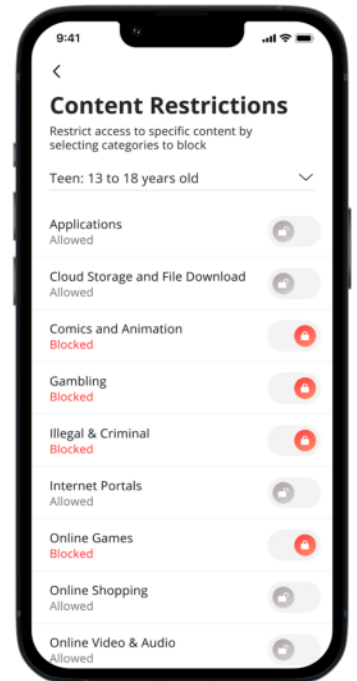 9:41
Content Restrictions
Restrict access to specific content by
selecting categories to block
Teen: 13 to 18 years old
Applications
Allowed
Cloud Storage and File Download
Allowed
Comics and Animation
Blocked
Gambling
Blocked
Illegal & Criminal
Blocked
Internet Portals
Allowed
Online Games
Blocked
Online Shopping
Allowed
Online Video & Audio
Allowed